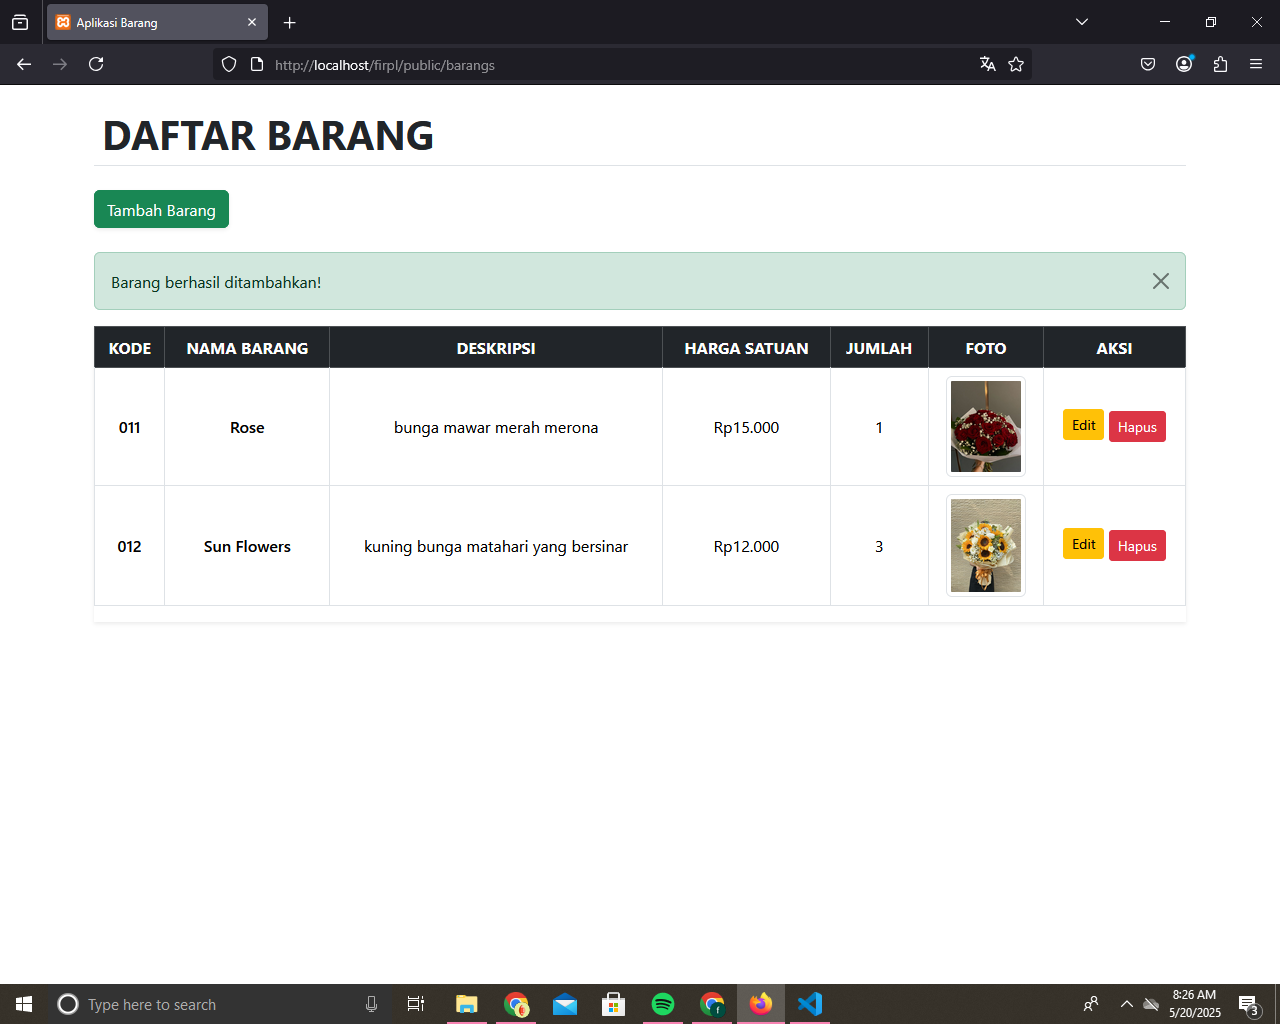 Aplikasi Barang
http://localhost/firpl/public/barangs
DAFTAR BARANG
Tambah Barang
Barang berhasil ditambahkan!
KODE NAMA BARANG DESKRIPSI HARGA SATUAN JUMLAH FOTO AKSI
011 Rose bunga mawar merah merona Rp15.000 1 Edit Hapus
012 Sun Flowers kuning bunga matahari yang bersinar Rp12.000 3 Edit Hapus
Type here to search
8:26 AM
5/20/2025
3